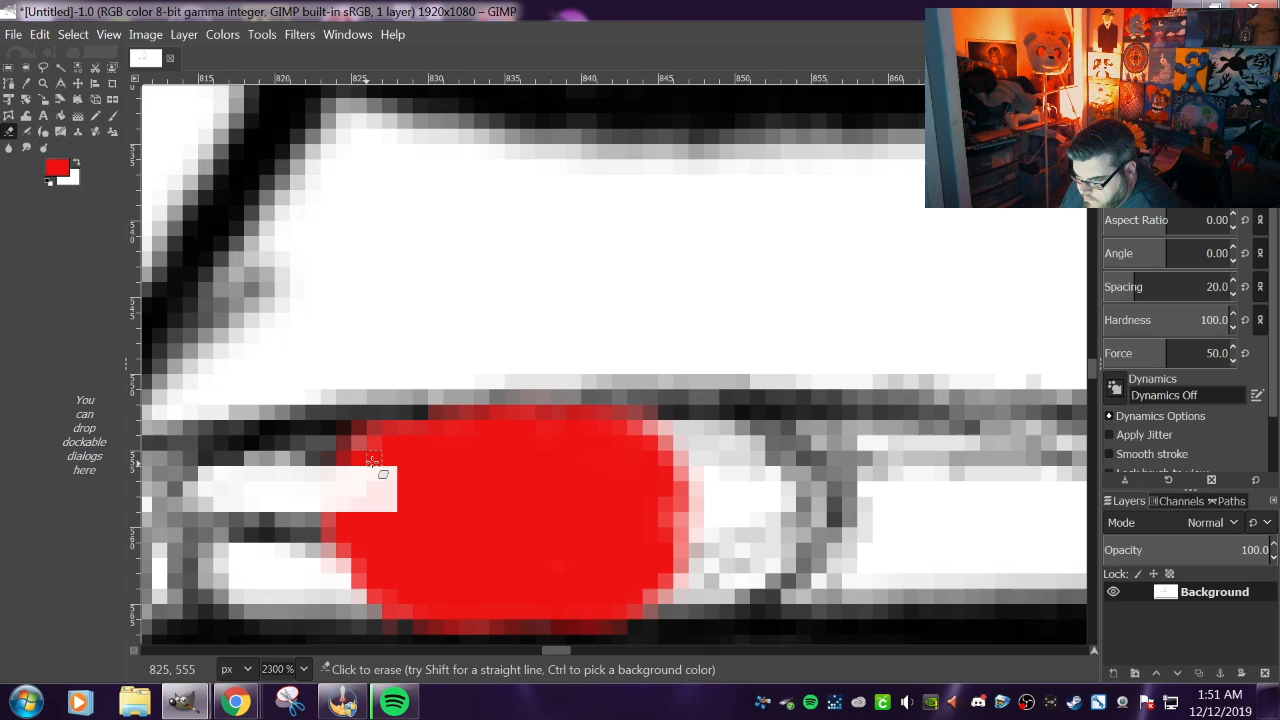 *[Untitled]-1.0 (RGB color 8-bit gamma integer, GIMP built-in sRGB, 1 layer) 1920x1080 – GIMP
File Edit Select View Image Layer Colors Tools Filters Windows Help
815 820 825 830 835 840 845 850 855 860
Aspect Ratio 0.00
Angle 0.00
Spacing 20.0
Hardness 100.0
Force 50.0
Dynamics
Dynamics Off
Dynamics Options
Apply Jitter
Smooth stroke
You
can
drop
dockable
dialogs
here
Layers Channels Paths
Mode Normal
Opacity 100.0
Lock:
Background
825, 555 px 2300 % Click to erase (try Shift for a straight line, Ctrl to pick a background color)
1:51 AM
12/12/2019